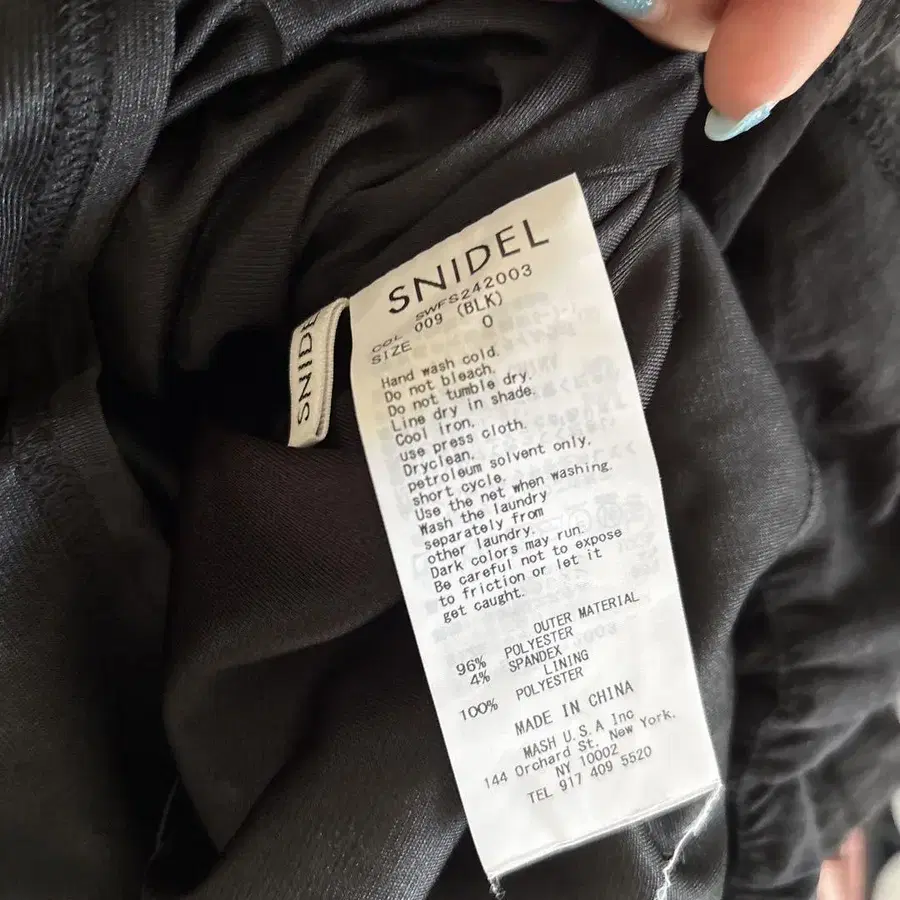 SNIDEL
SWFS242003
COL 009 (BLK)
SIZE 0
Hand wash cold.
Do not bleach.
Do not tumble dry.
Line dry in shade.
Cool iron.
use press cloth.
Dryclean.
petroleum solvent only,
short cycle.
Use the net when washing.
Wash the laundry
separately from
other laundry.
Dark colors may run.
Be careful not to expose
to friction or let it
get caught.
OUTER MATERIAL
96% POLYESTER
4% SPANDEX
LINING
100% POLYESTER
MADE IN CHINA
MASH U.S.A Inc
144 Orchard St. New York.
NY 10002
TEL 917 409 5520
SNIDE